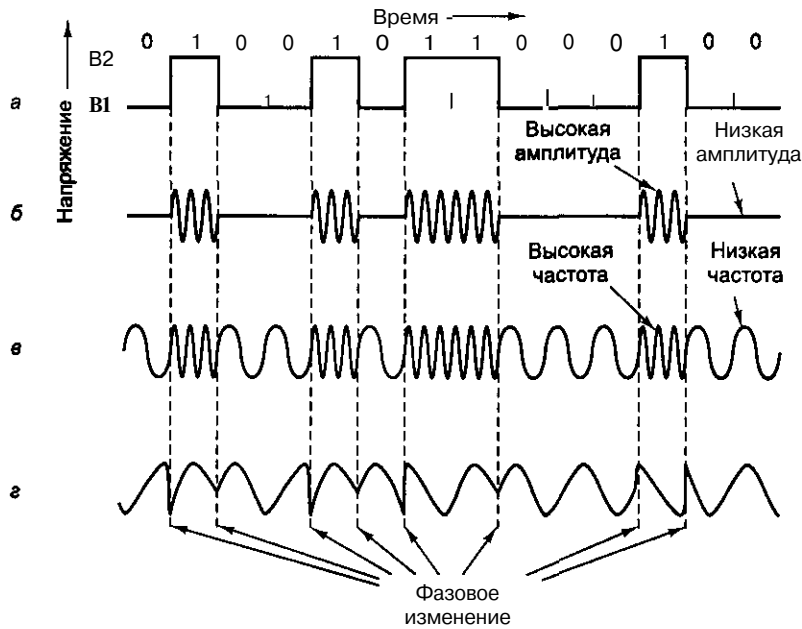 Время
0 1 0 0 1 0 1 1 0 0 0 1 0 0
B2
B1
а
Напряжение
Высокая
амплитуда
Низкая
амплитуда
б
Высокая
частота
Низкая
частота
в
г
Фазовое
изменение